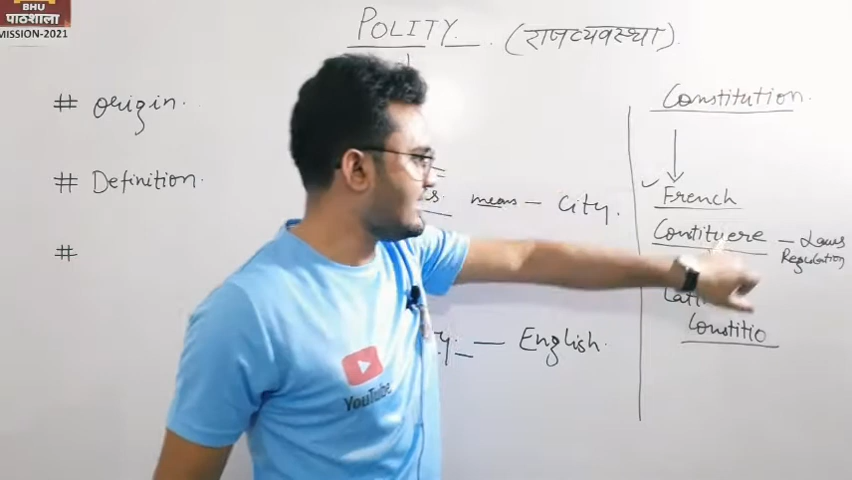 BHU
पाठशाला
MISSION-2021
POLITY. (राजव्यवस्था)
# origin.
# Definition.
#
means - City.
- English.
Constitution.
French
Constituere - Laws
Regulation
Constitio
YouTube